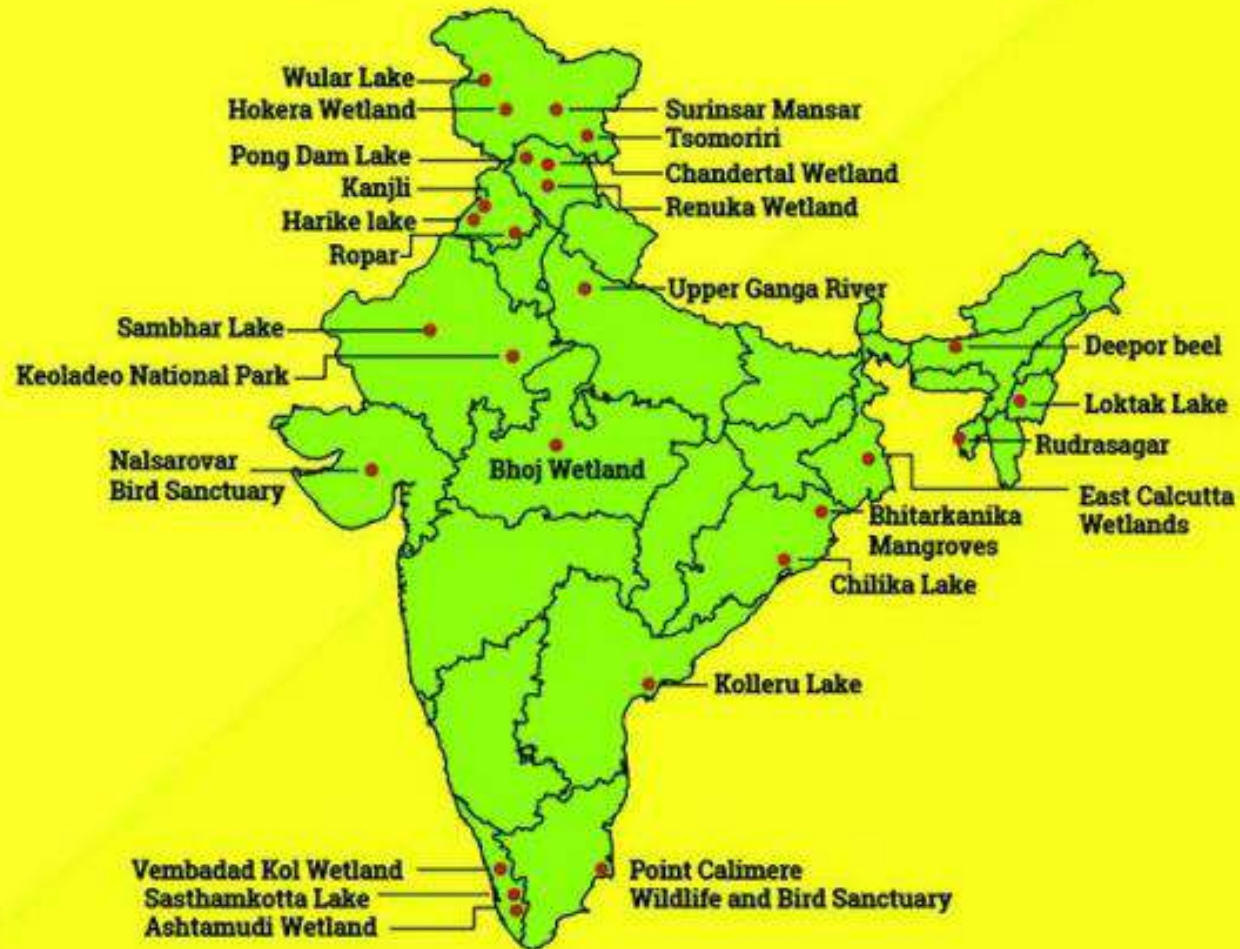 Wular Lake
Hokera Wetland
Surinsar Mansar
Tsomoriri
Pong Dam Lake
Chandertal Wetland
Kanjli
Renuka Wetland
Harike lake
Ropar
Upper Ganga River
Sambhar Lake
Deepor beel
Keoladeo National Park
Loktak Lake
Rudrasagar
Nalsarovar
Bird Sanctuary
Bhoj Wetland
East Calcutta
Wetlands
Bhitarkanika
Mangroves
Chilika Lake
Kolleru Lake
Vembadad Kol Wetland
Sasthamkotta Lake
Ashtamudi Wetland
Point Calimere
Wildlife and Bird Sanctuary